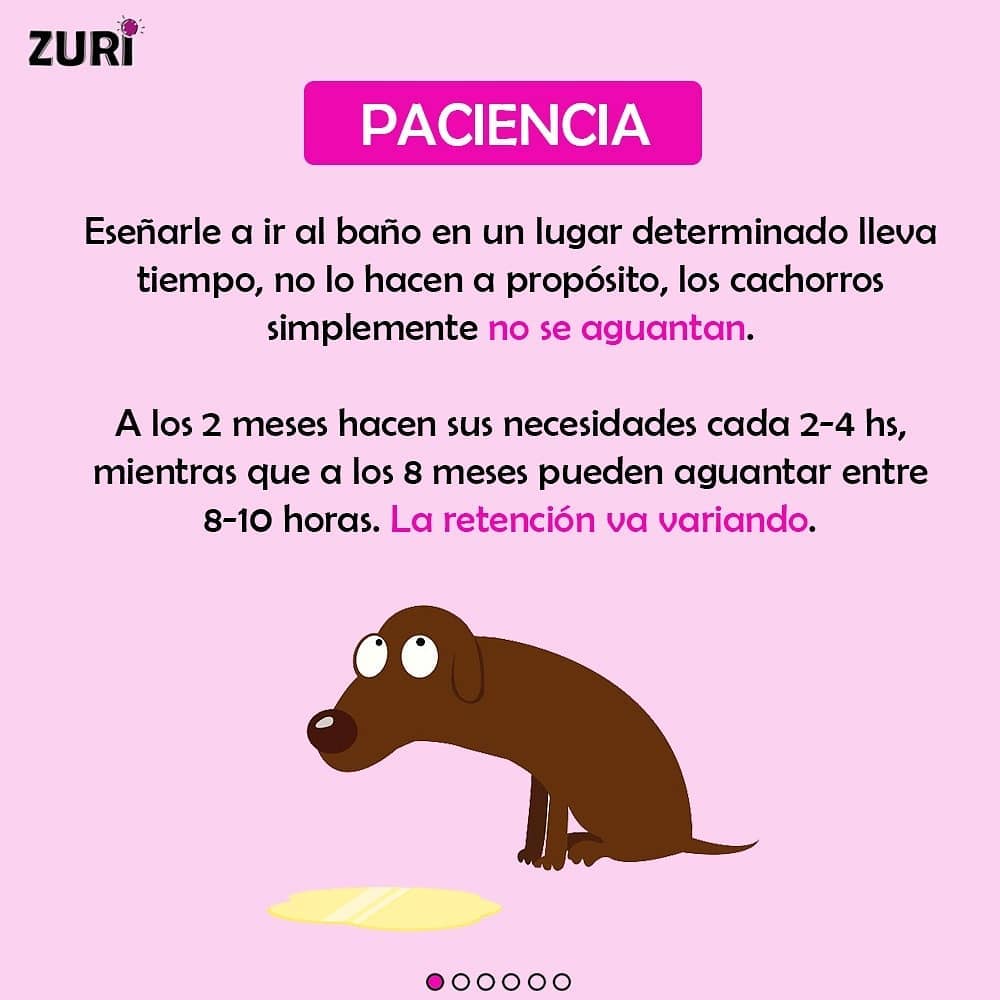 ZURI
PACIENCIA
Eseñarle a ir al baño en un lugar determinado lleva
tiempo, no lo hacen a propósito, los cachorros
simplemente no se aguantan.
A los 2 meses hacen sus necesidades cada 2-4 hs,
mientras que a los 8 meses pueden aguantar entre
8-10 horas. La retención va variando.